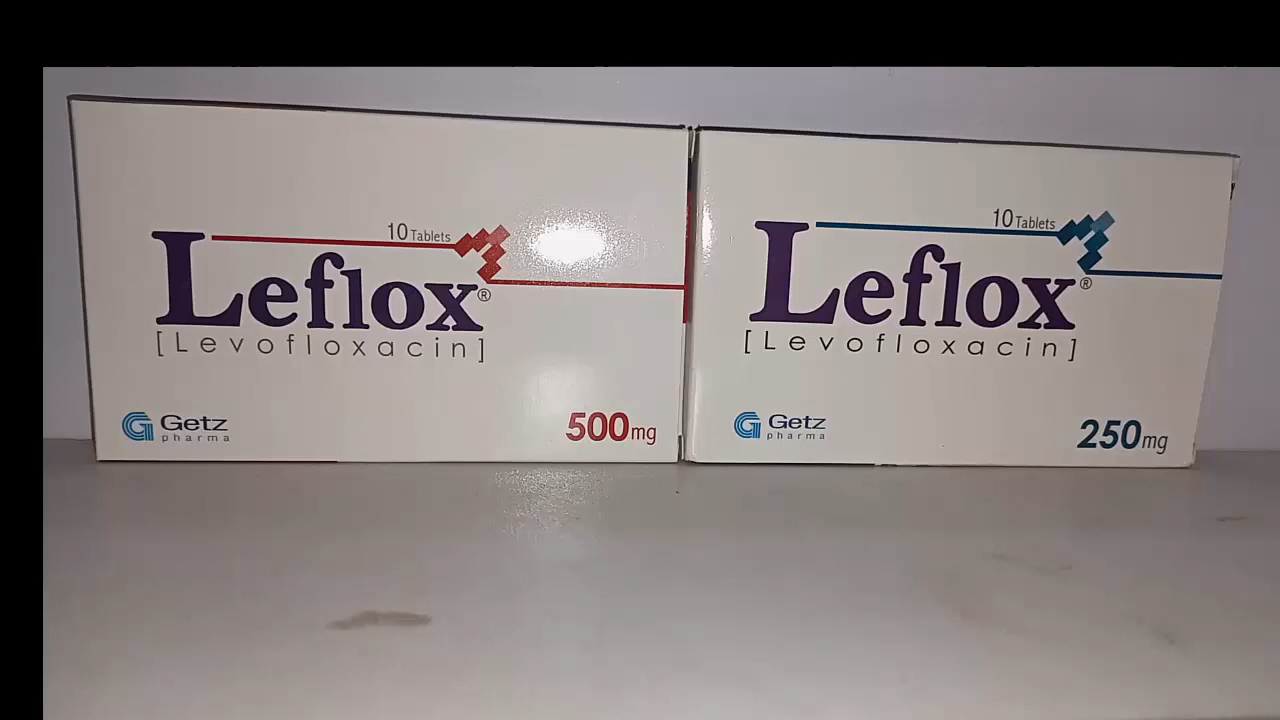 10 Tablets
Leflox®
[Levofloxacin]
Getz
pharma
500mg
10 Tablets
Leflox®
[Levofloxacin]
Getz
pharma
250mg